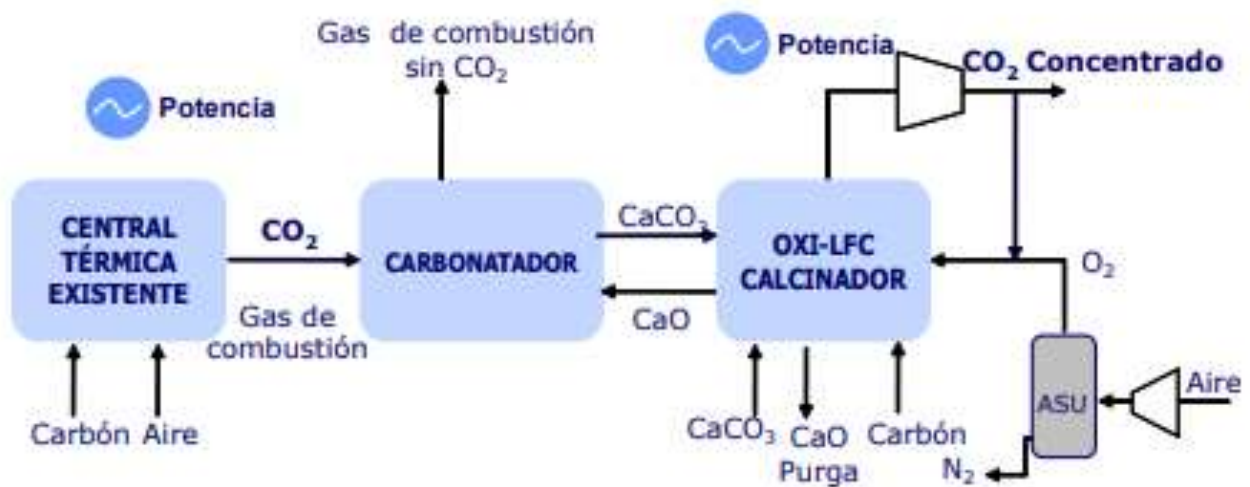 Gas de combustión
sin CO₂
Potencia
CO₂ Concentrado
Potencia
CENTRAL
TÉRMICA
EXISTENTE
CO₂
Gas de
combustión
CARBONATADOR
CaCO₃
CaO
OXI-LFC
CALCINADOR
O₂
Carbón
Aire
CaCO₃
CaO
Purga
Carbón
N₂
ASU
Aire